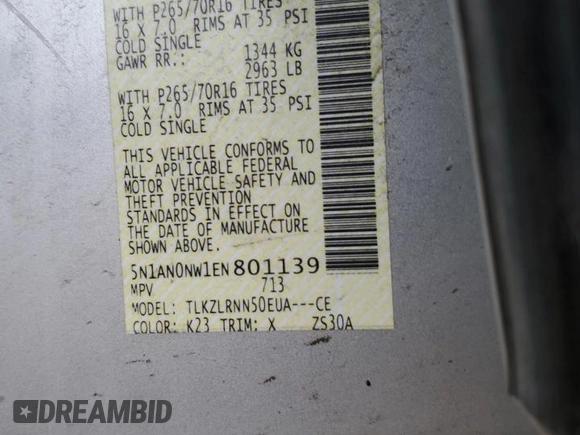 WITH P265/70R16 TIRES
16 X 7.0 RIMS AT 35 PSI
COLD SINGLE
GAWR RR.: 1344 KG
2963 LB
WITH P265/70R16 TIRES
16 X 7.0 RIMS AT 35 PSI
COLD SINGLE
THIS VEHICLE CONFORMS TO
ALL APPLICABLE FEDERAL
MOTOR VEHICLE SAFETY AND
THEFT PREVENTION
STANDARDS IN EFFECT ON
THE DATE OF MANUFACTURE
SHOWN ABOVE.
5N1AN0NW1EN801139
MPV 713
MODEL: TLKZLRNN50EUA---CE
COLOR: K23 TRIM: X ZS30A
DREAMBID